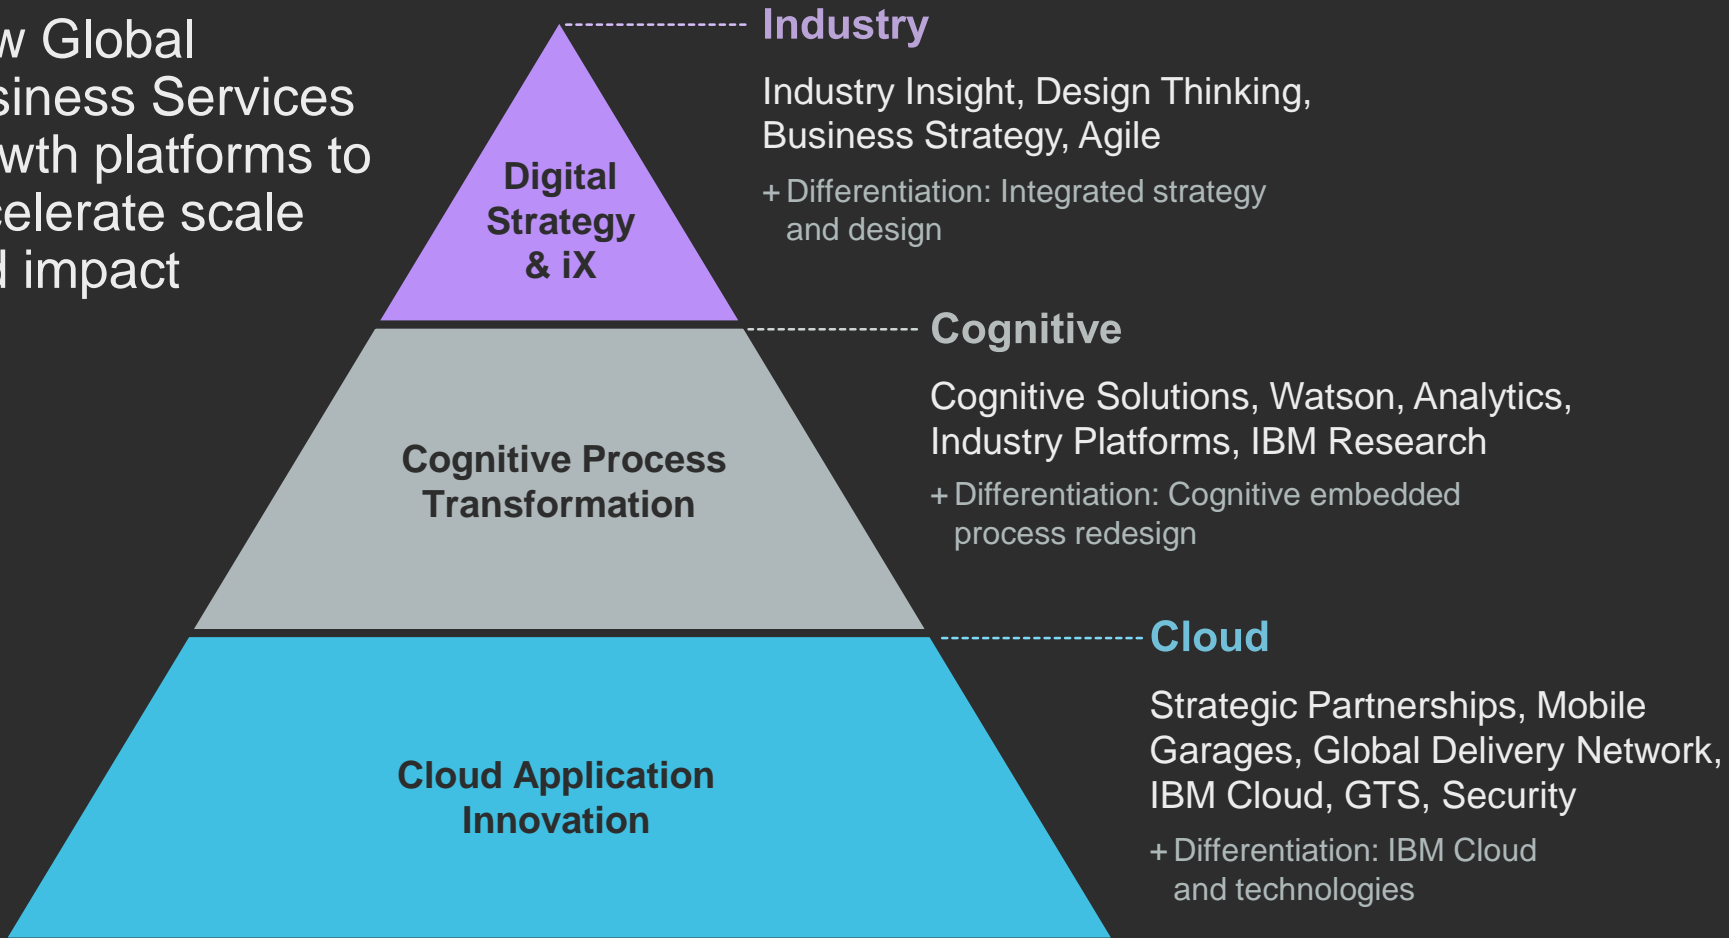 w Global
siness Services
wth platforms to
celerate scale
d impact
Digital
Strategy
& iX
Cognitive Process
Transformation
Cloud Application
Innovation
Industry
Industry Insight, Design Thinking,
Business Strategy, Agile
+ Differentiation: Integrated strategy
and design
Cognitive
Cognitive Solutions, Watson, Analytics,
Industry Platforms, IBM Research
+ Differentiation: Cognitive embedded
process redesign
Cloud
Strategic Partnerships, Mobile
Garages, Global Delivery Network,
IBM Cloud, GTS, Security
+ Differentiation: IBM Cloud
and technologies